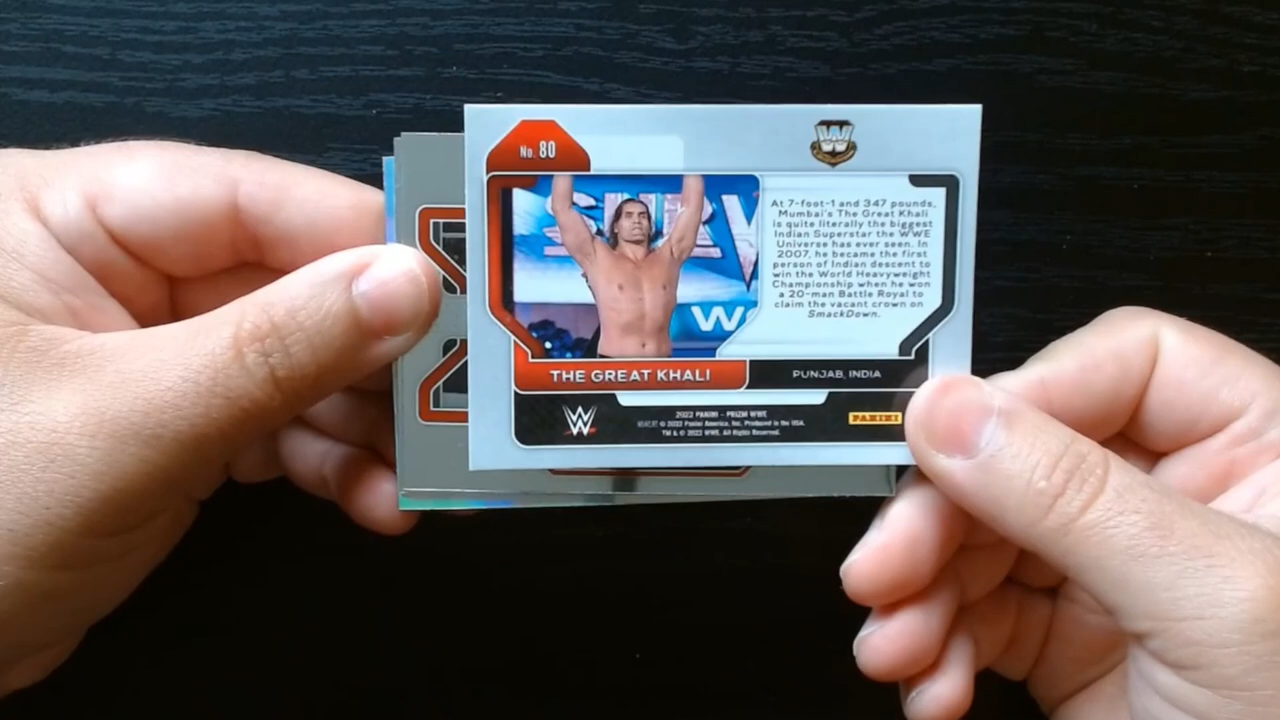 No. 80
At 7-foot-1 and 347 pounds,
Mumbai's The Great Khali
is quite literally the biggest
Indian Superstar the WWE
Universe has ever seen. In
2007, he became the first
person of Indian descent to
win the World Heavyweight
Championship when he won
a 20-man Battle Royal to
claim the vacant crown on
SmackDown.
THE GREAT KHALI
PUNJAB, INDIA
2022 PANINI - PRIZM WWE
© 2022 Panini America, Inc. Produced in the USA.
TM & © 2022 WWE. All Rights Reserved.
PANINI